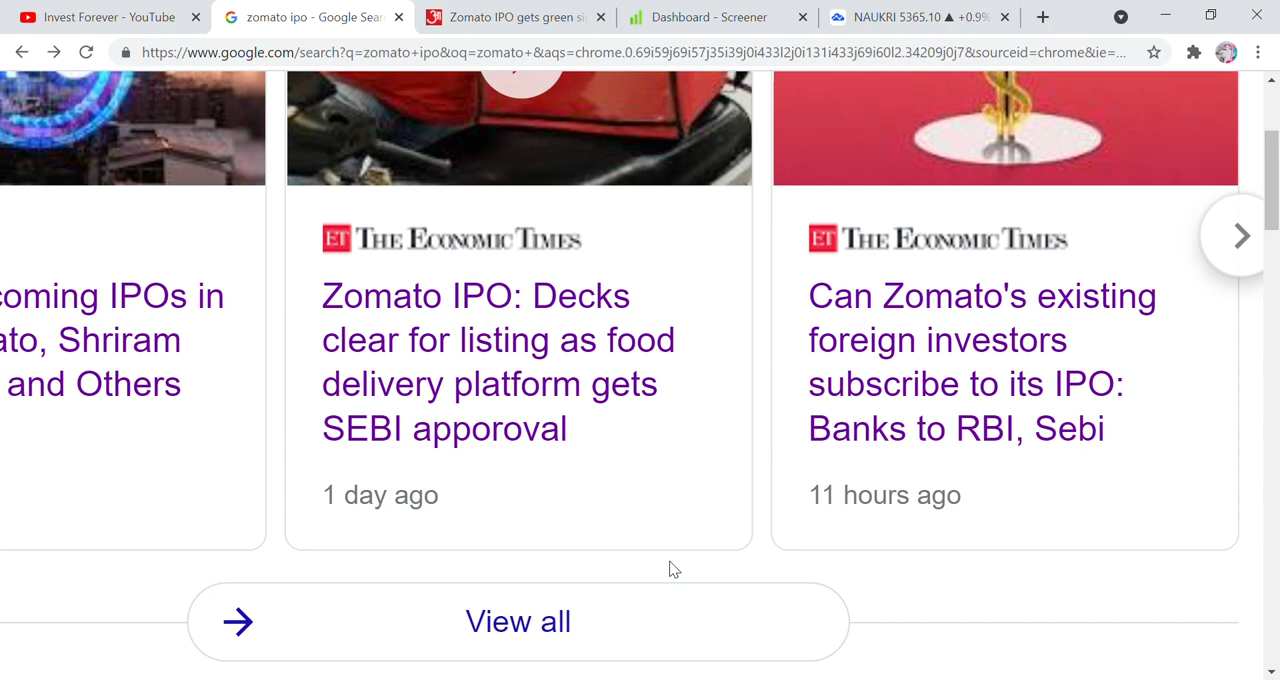 Invest Forever - YouTube
zomato ipo - Google Sear
Zomato IPO gets green si
Dashboard - Screener
NAUKRI 5365.10 ▲ +0.9%
https://www.google.com/search?q=zomato+ipo&oq=zomato+&aqs=chrome.0.69i59j69i57j35i39j0i433l2j0i131i433j69i60l2.34209j0j7&sourceid=chrome&ie=...
coming IPOs in
ato, Shriram
and Others
ET THE ECONOMIC TIMES
Zomato IPO: Decks
clear for listing as food
delivery platform gets
SEBI apporoval
1 day ago
ET THE ECONOMIC TIMES
Can Zomato's existing
foreign investors
subscribe to its IPO:
Banks to RBI, Sebi
11 hours ago
View all